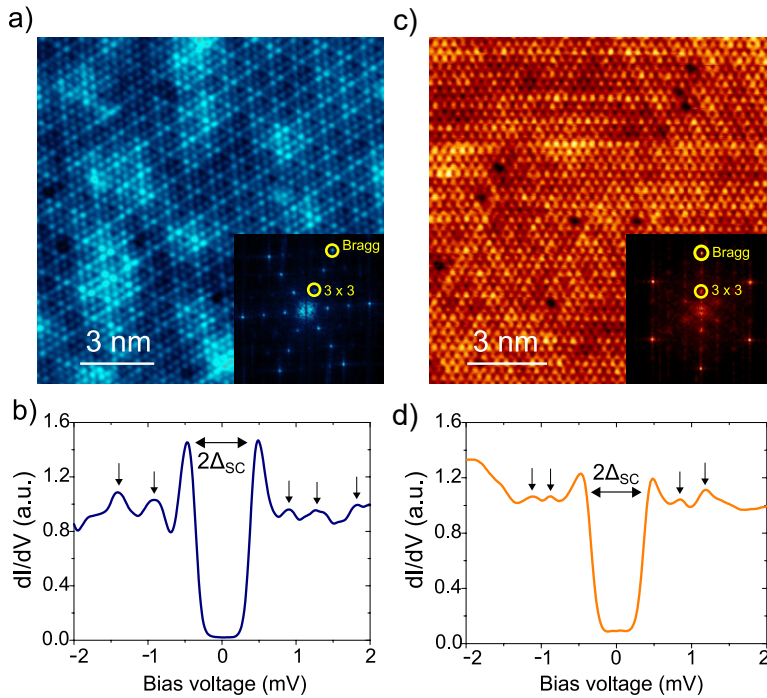 a)
Bragg
3 x 3
3 nm
c)
Bragg
3 x 3
3 nm
b)
1.6
1.2
0.8
0.4
0.0
dI/dV (a.u.)
2Δ_SC
−2
−1
0
1
2
Bias voltage (mV)
d)
1.6
1.2
0.8
0.4
0.0
dI/dV (a.u.)
2Δ_SC
−2
−1
0
1
2
Bias voltage (mV)